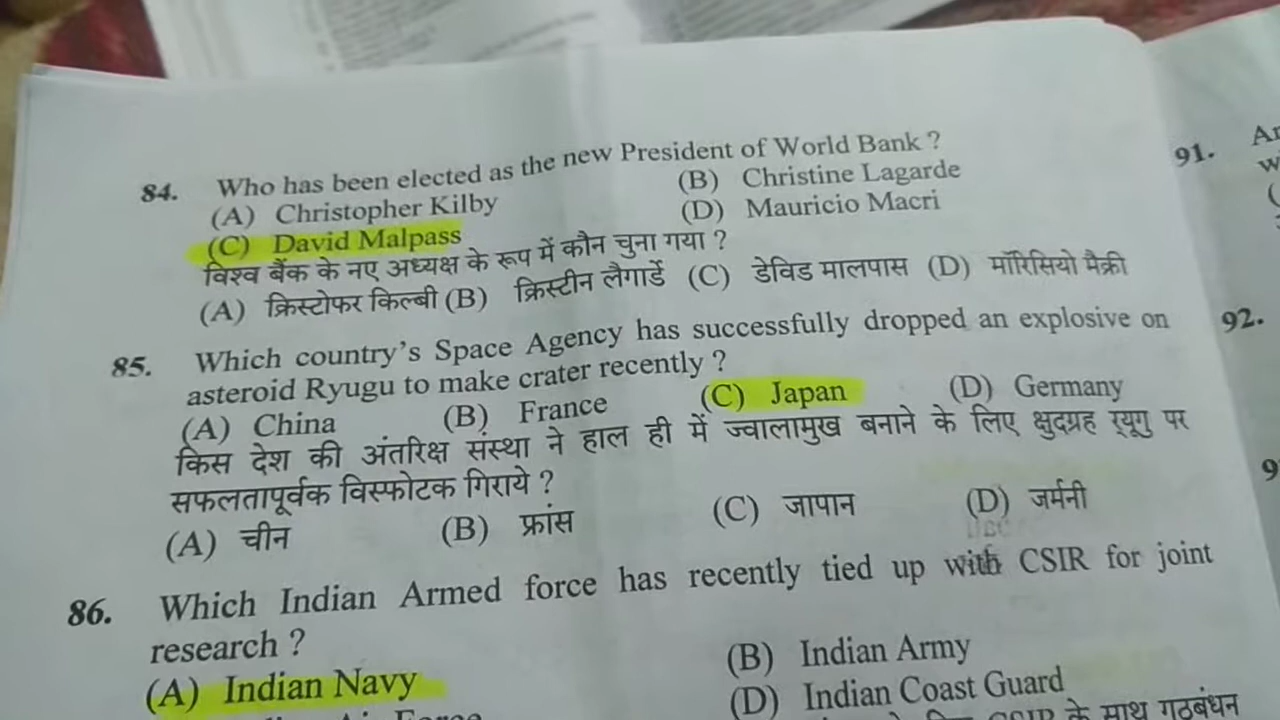 84. Who has been elected as the new President of World Bank ?
(A) Christopher Kilby (B) Christine Lagarde
(C) David Malpass (D) Mauricio Macri
विश्व बैंक के नए अध्यक्ष के रूप में कौन चुना गया ?
(A) क्रिस्टोफर किल्बी (B) क्रिस्टीन लैगार्डे (C) डेविड मालपास (D) मॉरिसियो मैक्री
85. Which country's Space Agency has successfully dropped an explosive on
asteroid Ryugu to make crater recently ?
(A) China (B) France (C) Japan (D) Germany
किस देश की अंतरिक्ष संस्था ने हाल ही में ज्वालामुख बनाने के लिए क्षुदग्रह र्‍यूगु पर
सफलतापूर्वक विस्फोटक गिराये ?
(A) चीन (B) फ्रांस (C) जापान (D) जर्मनी
86. Which Indian Armed force has recently tied up with CSIR for joint
research ?
(A) Indian Navy (B) Indian Army
(D) Indian Coast Guard
CSIR के साथ गठबंधन
91.
92.